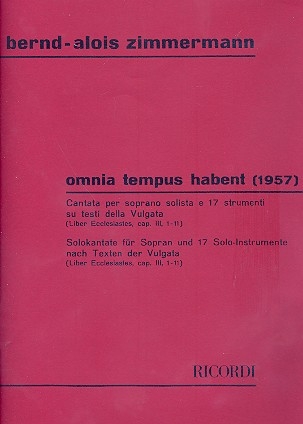 bernd-alois zimmermann
omnia tempus habent (1957)
Cantata per soprano solista e 17 strumenti
su testi della Vulgata
(Liber Ecclesiastes, cap. III, 1-11)
Solokantate für Sopran und 17 Solo-Instrumente
nach Texten der Vulgata
(Liber Ecclesiastes, cap. III, 1-11)
RICORDI